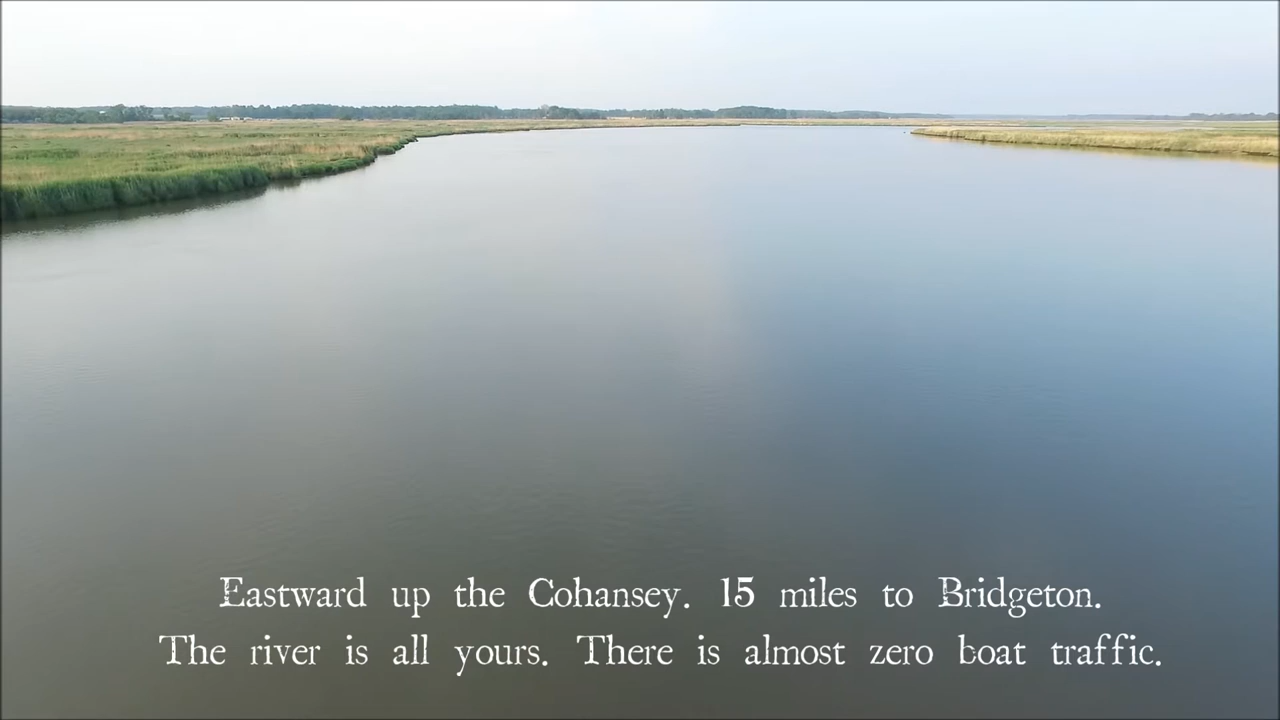 Eastward up the Cohansey. 15 miles to Bridgeton.
The river is all yours. There is almost zero boat traffic.